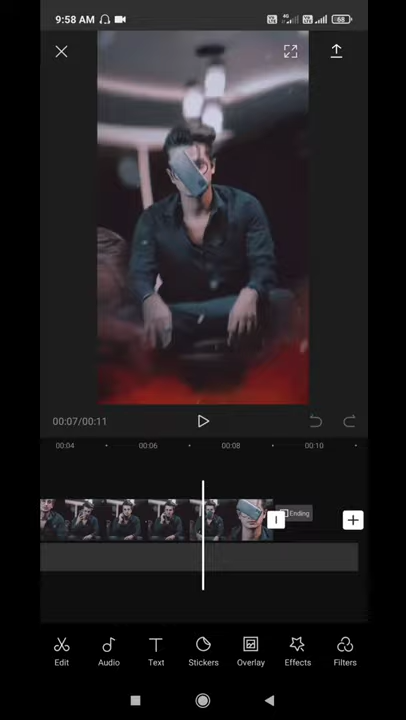 9:58 AM 68
00:07/00:11
00:04 00:06 00:08 00:10
Ending
Edit Audio Text Stickers Overlay Effects Filters